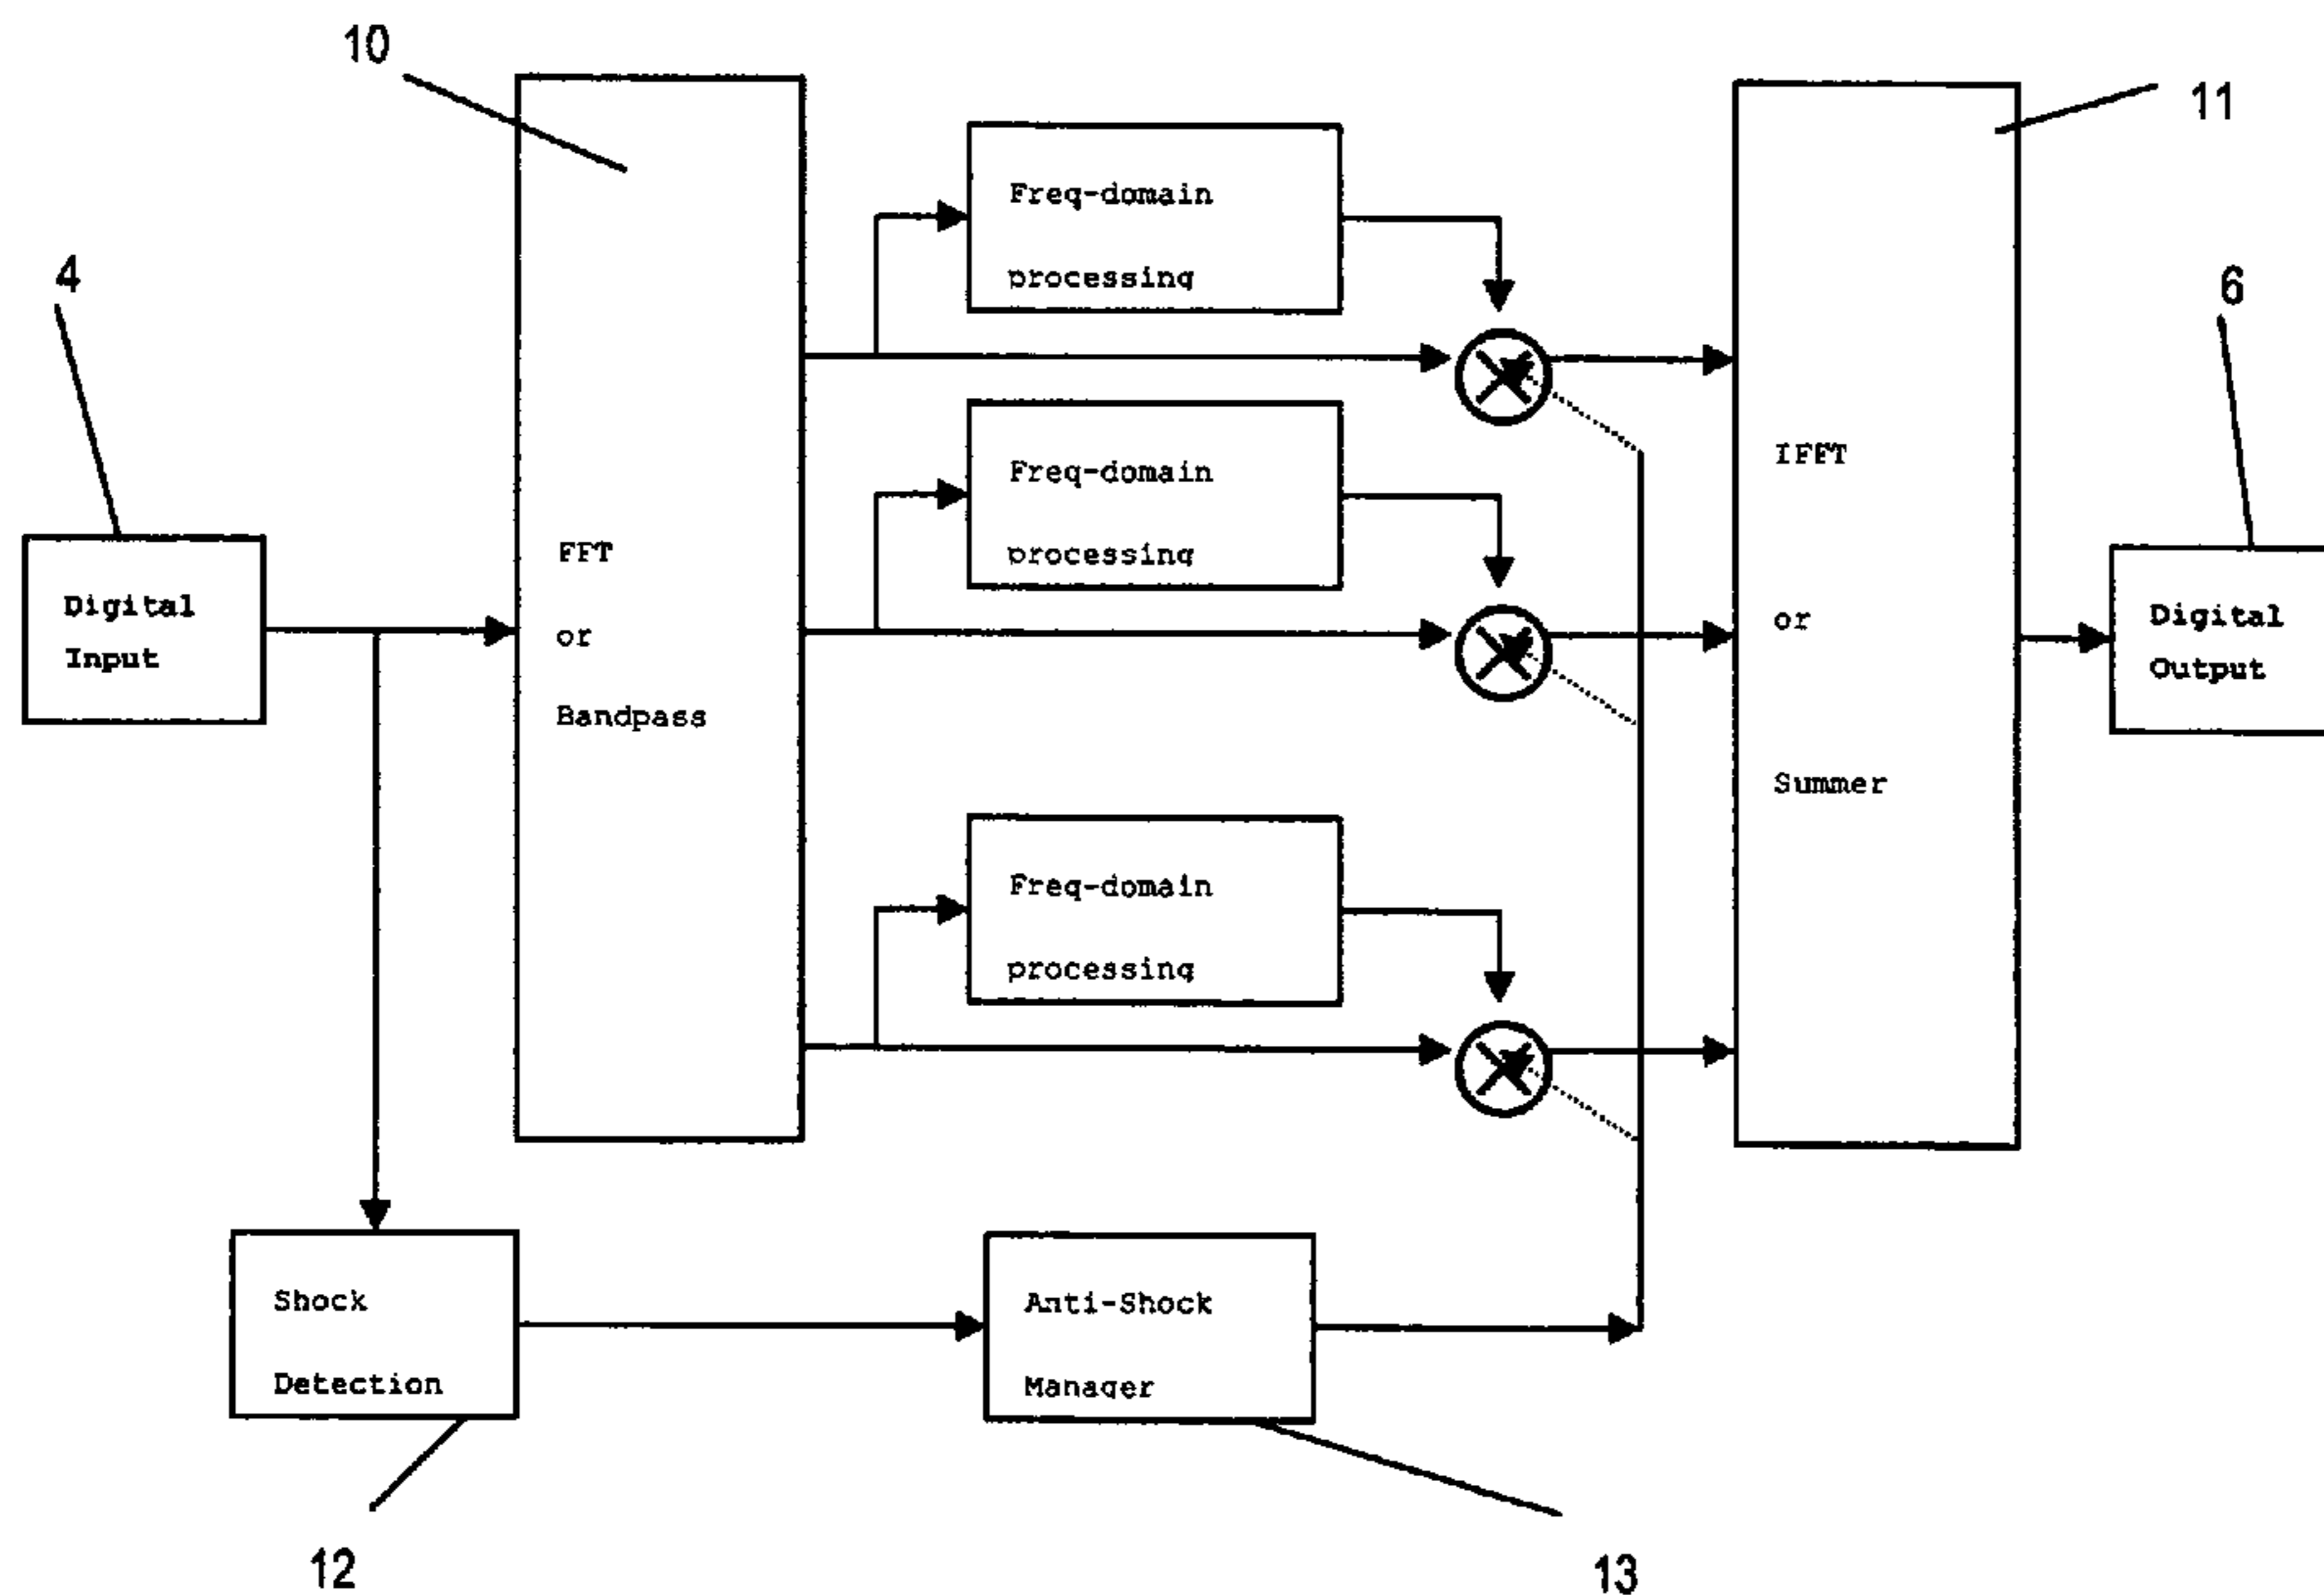 10
11
4
6
Freq-domain
processing
Freq-domain
processing
Freq-domain
processing
Digital
Input
FFT
or
Bandpass
IFFT
or
Summer
Digital
Output
Shock
Detection
Anti-Shock
Manager
12
13